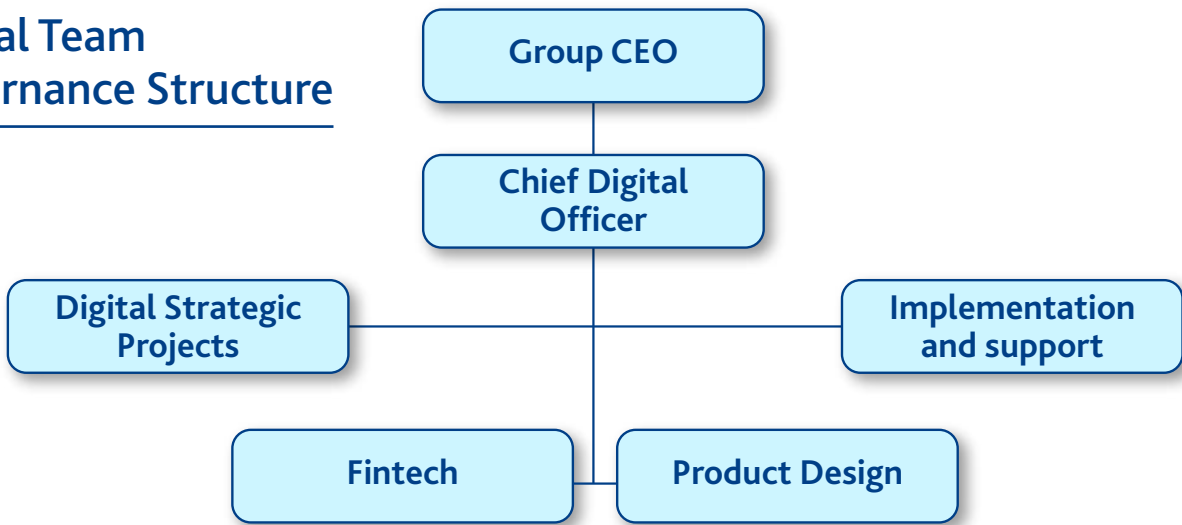 al Team
rnance Structure
Group CEO
Chief Digital
Officer
Digital Strategic
Projects
Implementation
and support
Fintech
Product Design